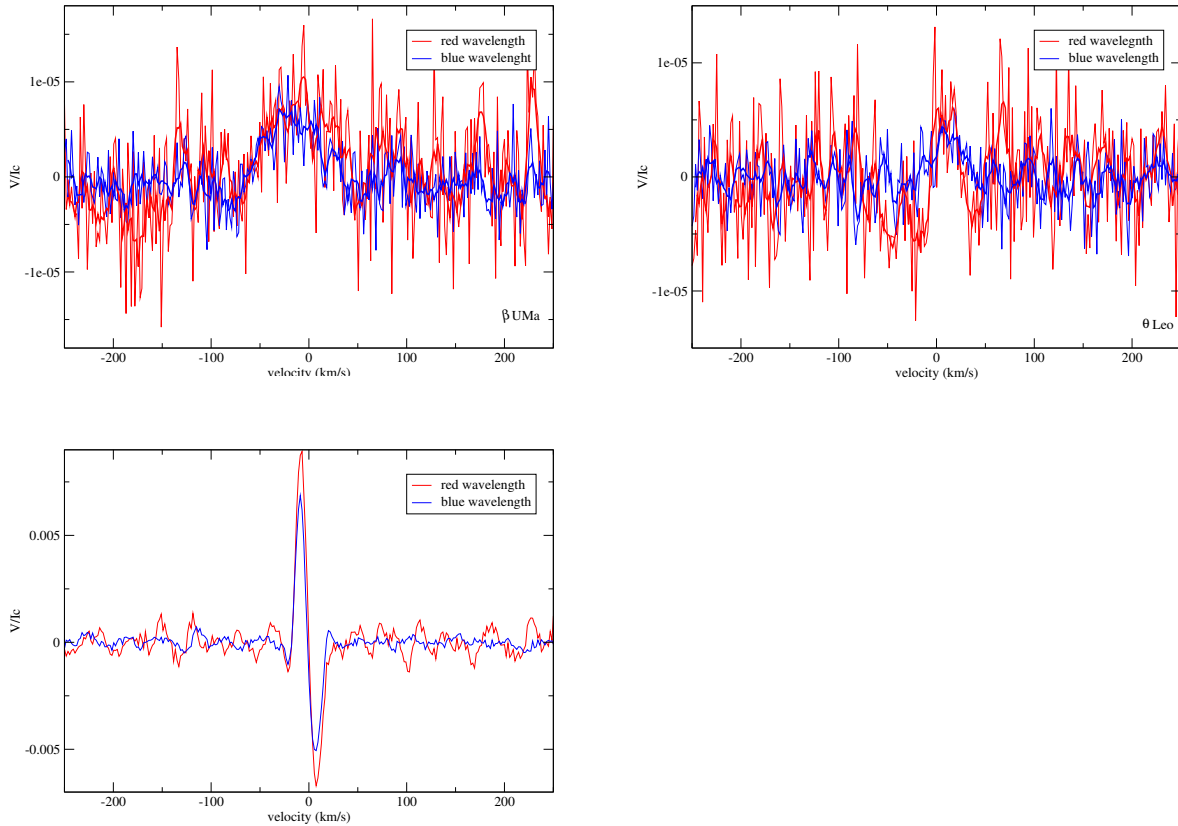 red wavelength
blue wavelenght
1e-05
0
-1e-05
V/Ic
β UMa
-200
-100
0
100
200
velocity (km/s)
red wavelegnth
blue wavelength
1e-05
0
-1e-05
V/Ic
θ Leo
-200
-100
0
100
200
velocity (km/s)
red wavelength
blue wavelength
0.005
0
-0.005
V/Ic
-200
-100
0
100
200
velocity (km/s)